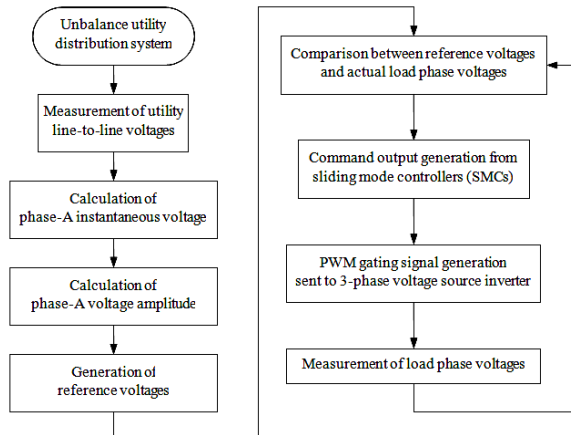 Unbalance utility
distribution system
Measurement of utility
line-to-line voltages
Calculation of
phase-A instantaneous voltage
Calculation of
phase-A voltage amplitude
Generation of
reference voltages
Comparison between reference voltages
and actual load phase voltages
Command output generation from
sliding mode controllers (SMCs)
PWM gating signal generation
sent to 3-phase voltage source inverter
Measurement of load phase voltages